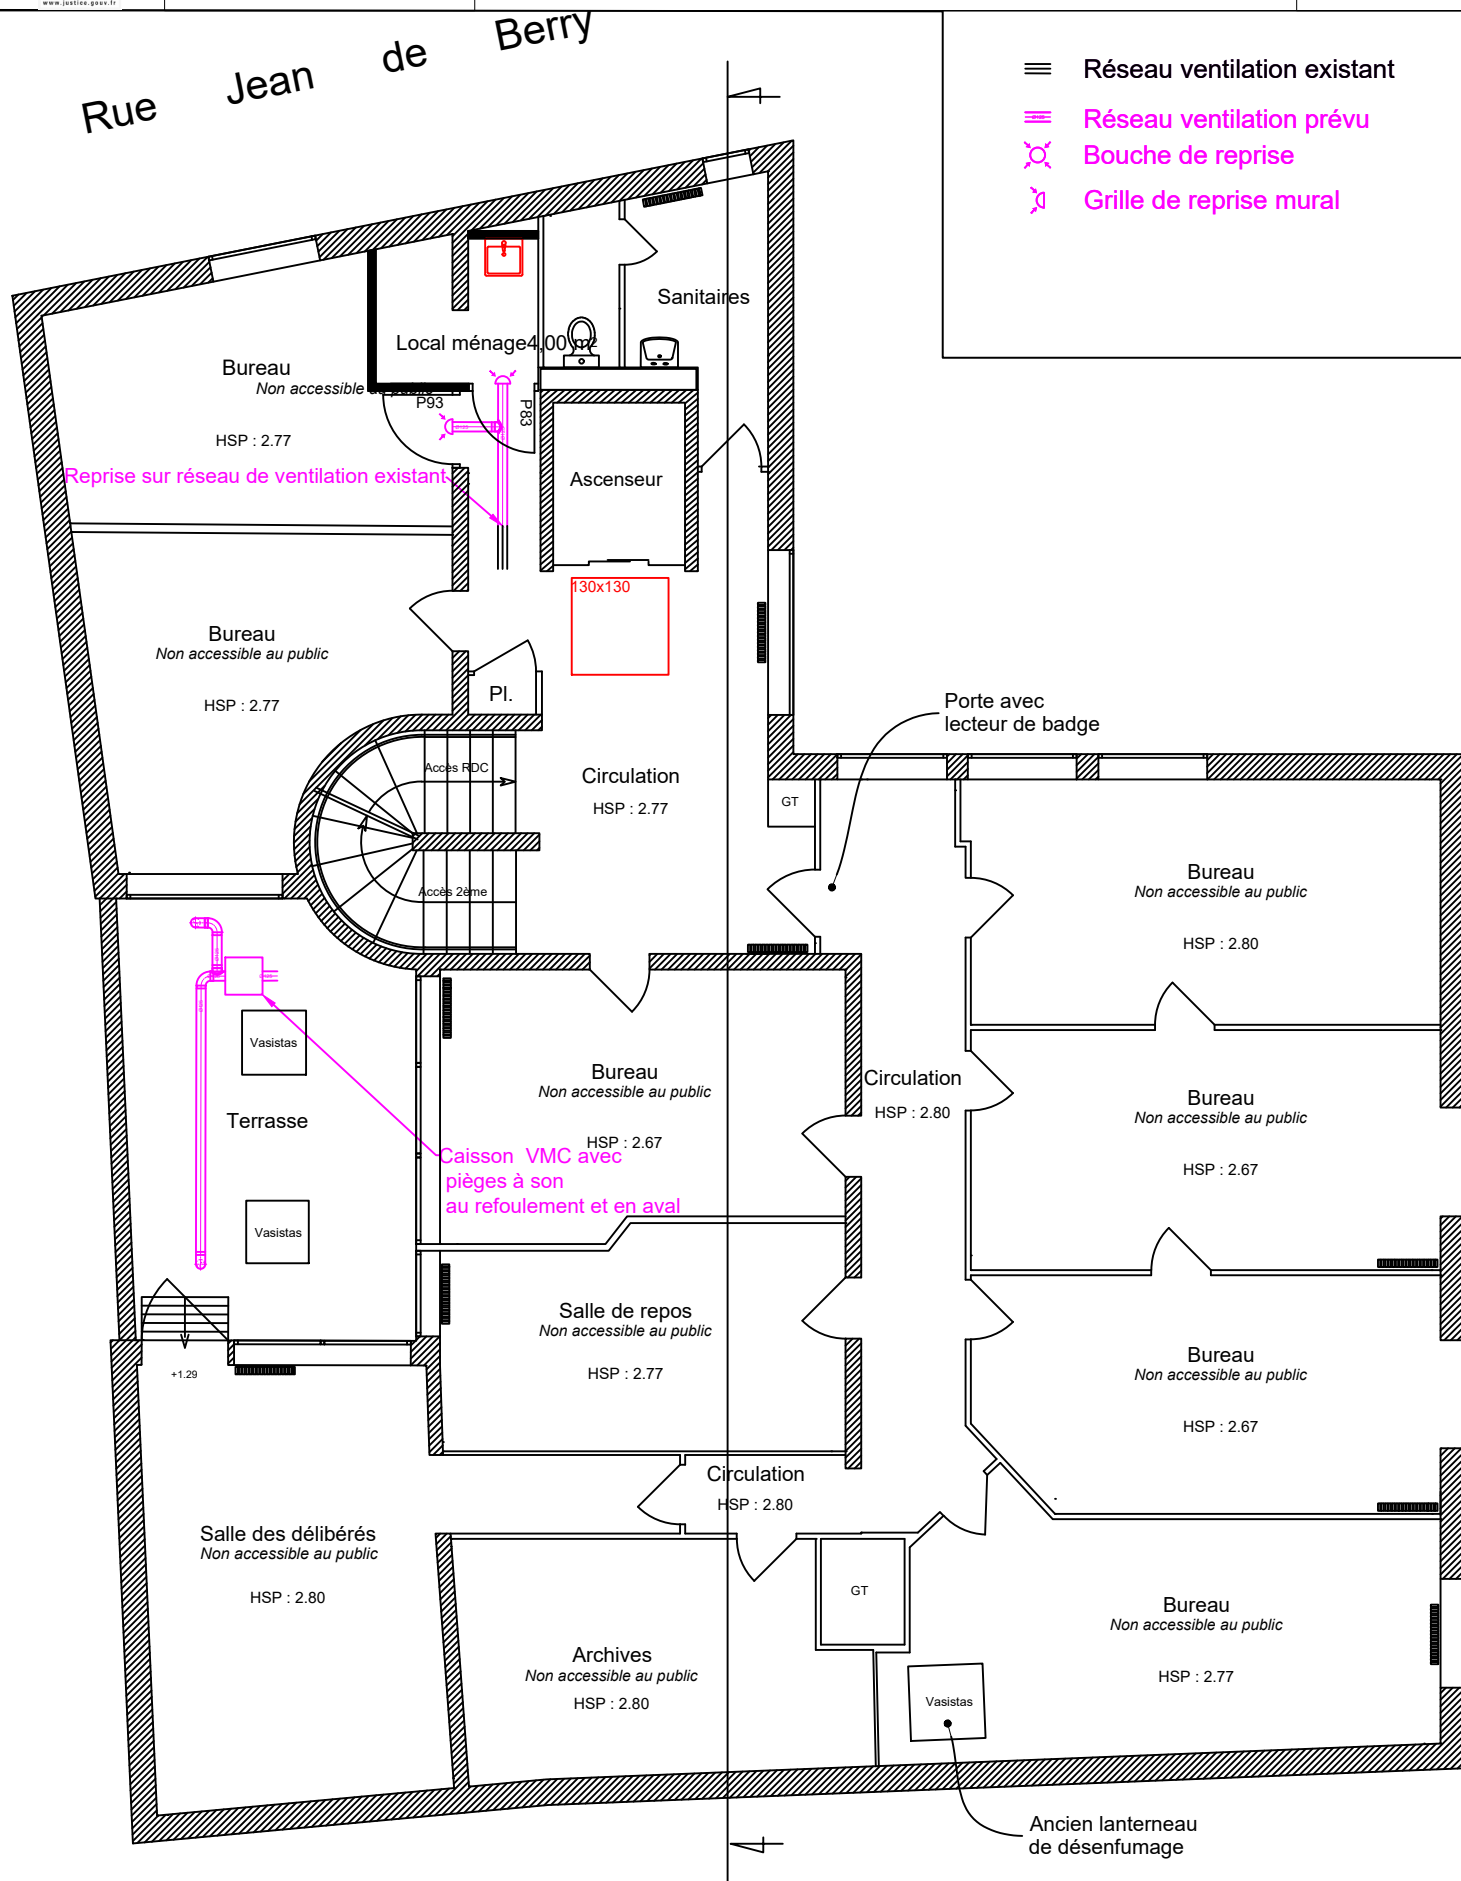 www.justice.gouv.fr
Rue Jean de Berry
Réseau ventilation existant
Réseau ventilation prévu
Bouche de reprise
Grille de reprise mural
Sanitaires
Local ménage4,00 m²
Bureau
Non accessible au public
HSP : 2.77
P93
P83
Reprise sur réseau de ventilation existant
Ascenseur
130x130
Bureau
Non accessible au public
HSP : 2.77
Pl.
Porte avec
lecteur de badge
Accès RDC
Circulation
HSP : 2.77
GT
Accès 2ème
Bureau
Non accessible au public
HSP : 2.80
Vasistas
Terrasse
Bureau
Non accessible au public
HSP : 2.67
Circulation
HSP : 2.80
Bureau
Non accessible au public
HSP : 2.67
Caisson VMC avec
pièges à son
au refoulement et en aval
Vasistas
Salle de repos
Non accessible au public
HSP : 2.77
+1.29
Bureau
Non accessible au public
HSP : 2.67
Circulation
HSP : 2.80
Salle des délibérés
Non accessible au public
HSP : 2.80
GT
Archives
Non accessible au public
HSP : 2.80
Bureau
Non accessible au public
HSP : 2.77
Vasistas
Ancien lanterneau
de désenfumage